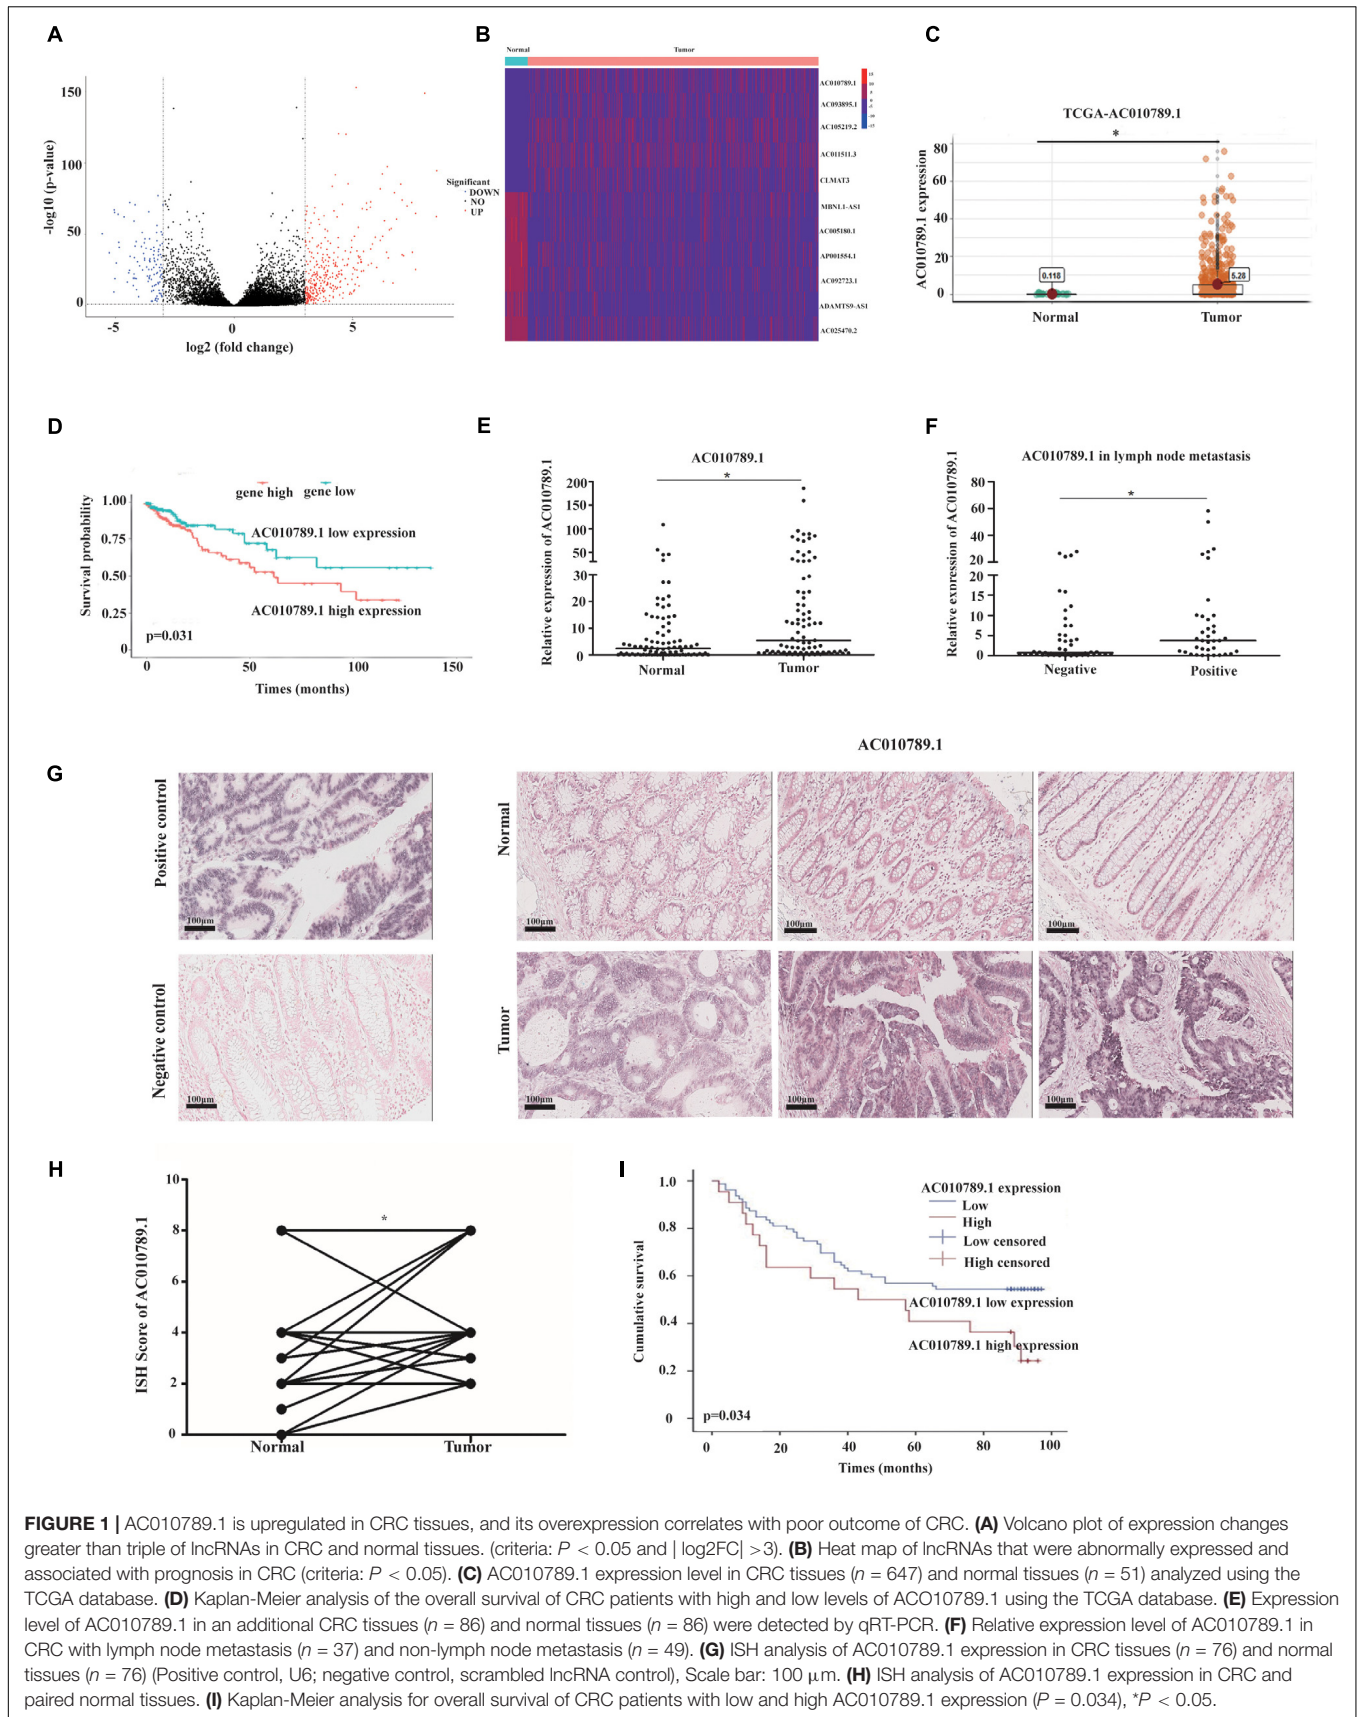 A
150
100
50
0
-log10 (p-value)
-5
0
5
log2 (fold change)
Significant
DOWN
NO
UP
B
Normal
Tumor
AC010789.1
AC093895.1
AC105219.2
AC011511.3
CLMAT3
MBNL1-AS1
AC005180.1
AP001554.1
AC092723.1
ADAMTS9-AS1
AC025470.2
15
10
5
0
-5
-10
-15
C
TCGA-AC010789.1
*
80
60
40
20
0
AC010789.1 expression
0.118
5.28
Normal
Tumor
D
gene high
gene low
1.00
0.75
0.50
0.25
0
Survival probability
AC010789.1 low expression
AC010789.1 high expression
p=0.031
0
50
100
150
Times (months)
E
AC010789.1
*
200
150
100
50
30
20
10
0
Relative expression of AC010789.1
Normal
Tumor
F
AC010789.1 in lymph node metastasis
*
80
60
40
20
20
15
10
5
0
Relative expression of AC010789.1
Negative
Positive
G
AC010789.1
Positive control
100μm
Negative control
100μm
Normal
100μm
100μm
100μm
Tumor
100μm
100μm
100μm
H
10
8
6
4
2
0
ISH Score of AC010789.1
*
Normal
Tumor
I
1.0
0.8
0.6
0.4
0.2
0
Cumulative survival
AC010789.1 expression
Low
High
Low censored
High censored
AC010789.1 low expression
AC010789.1 high expression
p=0.034
0
20
40
60
80
100
Times (months)
FIGURE 1 | AC010789.1 is upregulated in CRC tissues, and its overexpression correlates with poor outcome of CRC. (A) Volcano plot of expression changes
greater than triple of lncRNAs in CRC and normal tissues. (criteria: P < 0.05 and | log2FC| >3). (B) Heat map of lncRNAs that were abnormally expressed and
associated with prognosis in CRC (criteria: P < 0.05). (C) AC010789.1 expression level in CRC tissues (n = 647) and normal tissues (n = 51) analyzed using the
TCGA database. (D) Kaplan-Meier analysis of the overall survival of CRC patients with high and low levels of ACO10789.1 using the TCGA database. (E) Expression
level of AC010789.1 in an additional CRC tissues (n = 86) and normal tissues (n = 86) were detected by qRT-PCR. (F) Relative expression level of AC010789.1 in
CRC with lymph node metastasis (n = 37) and non-lymph node metastasis (n = 49). (G) ISH analysis of AC010789.1 expression in CRC tissues (n = 76) and normal
tissues (n = 76) (Positive control, U6; negative control, scrambled lncRNA control), Scale bar: 100 μm. (H) ISH analysis of AC010789.1 expression in CRC and
paired normal tissues. (I) Kaplan-Meier analysis for overall survival of CRC patients with low and high AC010789.1 expression (P = 0.034), *P < 0.05.